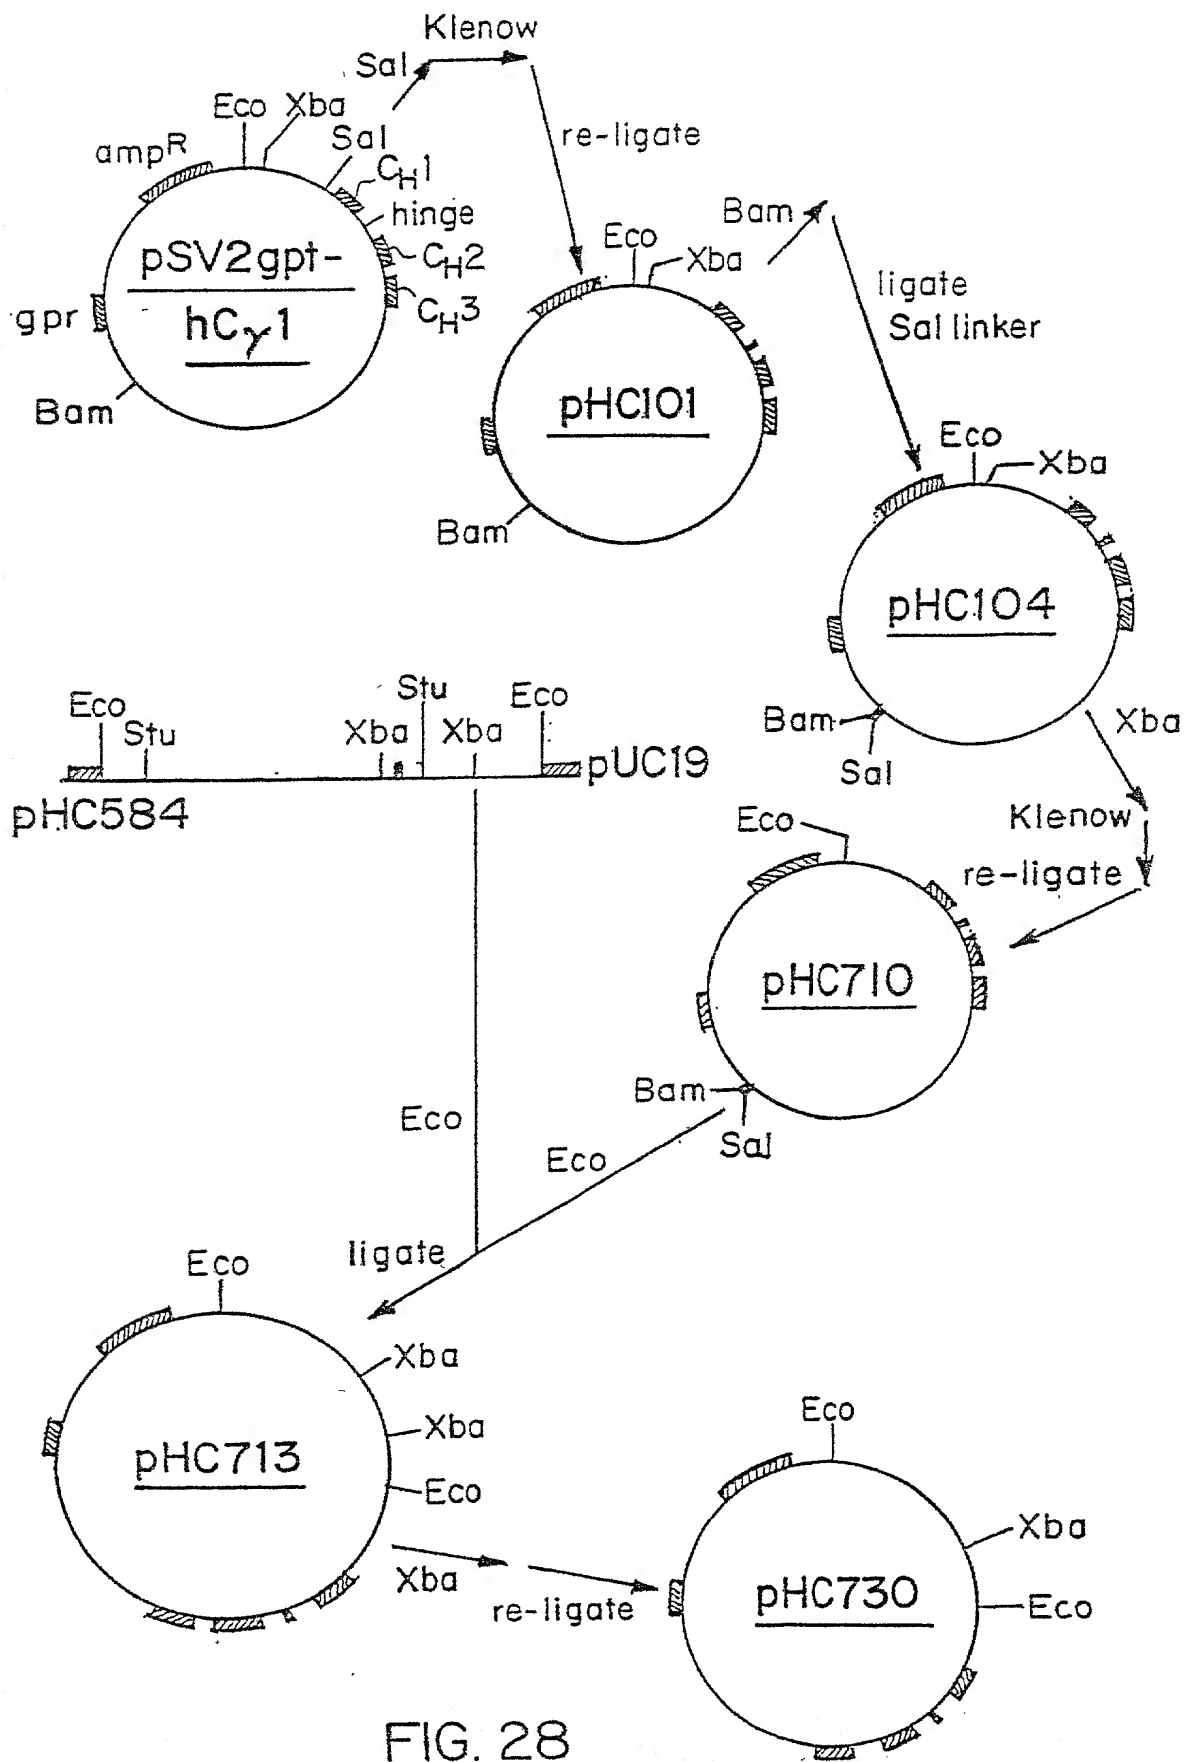 Klenow
Sal
re-ligate
Eco
Xba
Sal
ampR
CH1
hinge
CH2
CH3
pSV2gpt-
hCγ1
gpr
Bam
Eco
Xba
Bam
ligate
Sal linker
pHC101
Bam
Eco
Xba
pHC104
Bam
Sal
Xba
Klenow
re-ligate
Eco
Stu
Xba
Stu
Xba
Eco
pUC19
pHC584
Eco
pHC710
Bam
Sal
Eco
Eco
ligate
Eco
Xba
Xba
Eco
pHC713
Xba
re-ligate
Eco
Xba
Eco
pHC730
FIG. 28